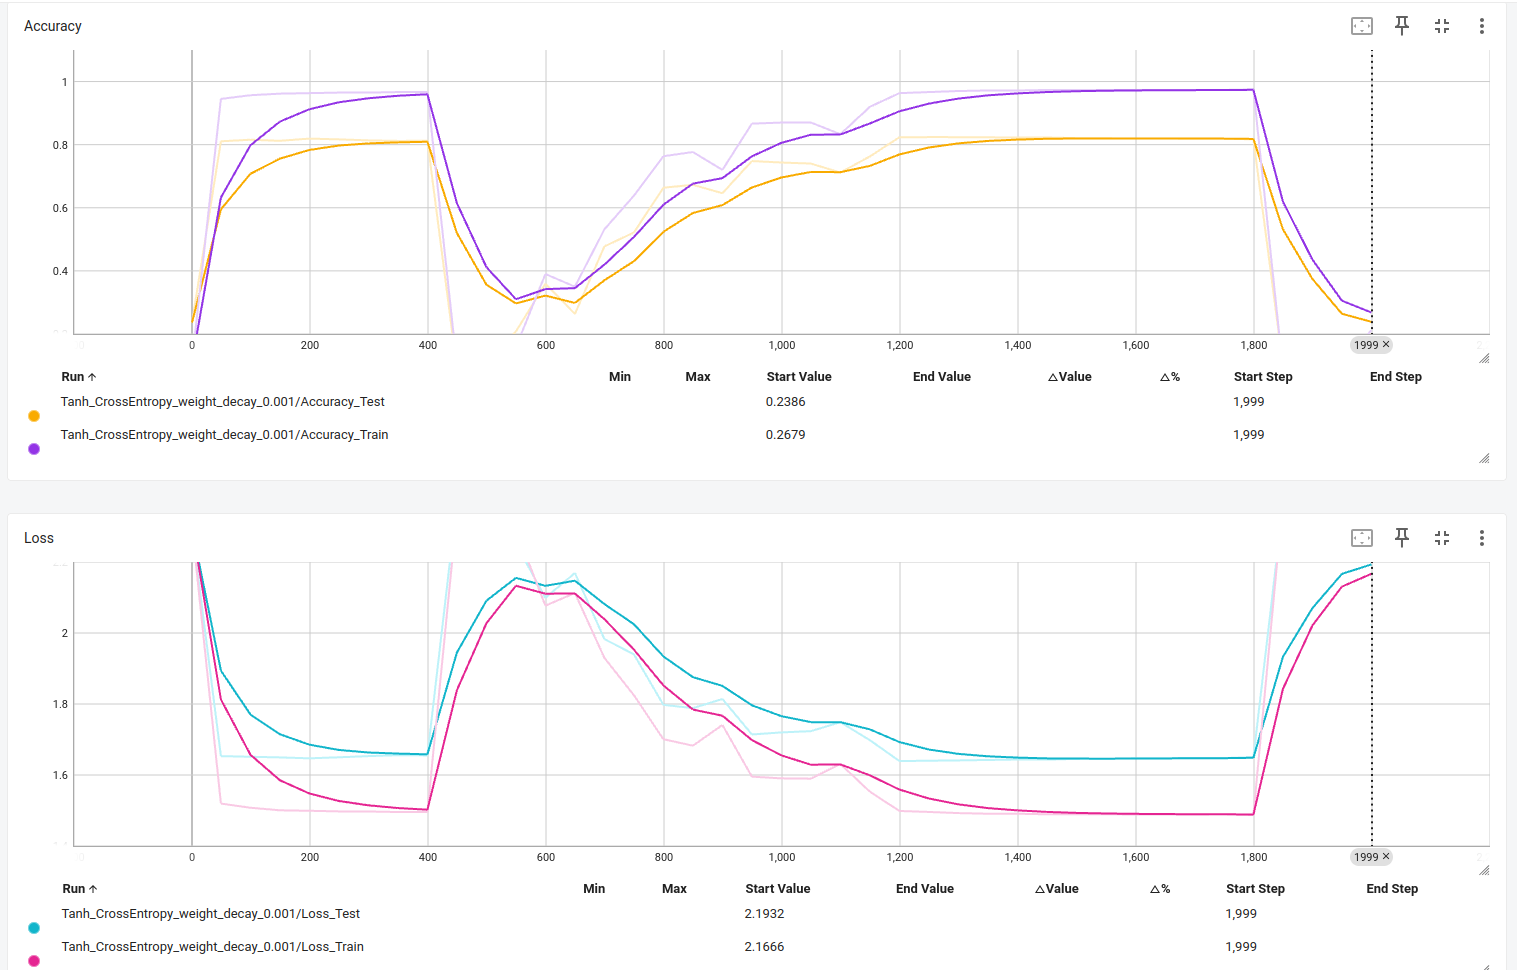 Accuracy
1
0.8
0.6
0.4
0 200 400 600 800 1,000 1,200 1,400 1,600 1,800 1999 ×
Run ↑ Min Max Start Value End Value △Value △% Start Step End Step
Tanh_CrossEntropy_weight_decay_0.001/Accuracy_Test 0.2386 1,999
Tanh_CrossEntropy_weight_decay_0.001/Accuracy_Train 0.2679 1,999
Loss
2
1.8
1.6
0 200 400 600 800 1,000 1,200 1,400 1,600 1,800 1999 ×
Run ↑ Min Max Start Value End Value △Value △% Start Step End Step
Tanh_CrossEntropy_weight_decay_0.001/Loss_Test 2.1932 1,999
Tanh_CrossEntropy_weight_decay_0.001/Loss_Train 2.1666 1,999